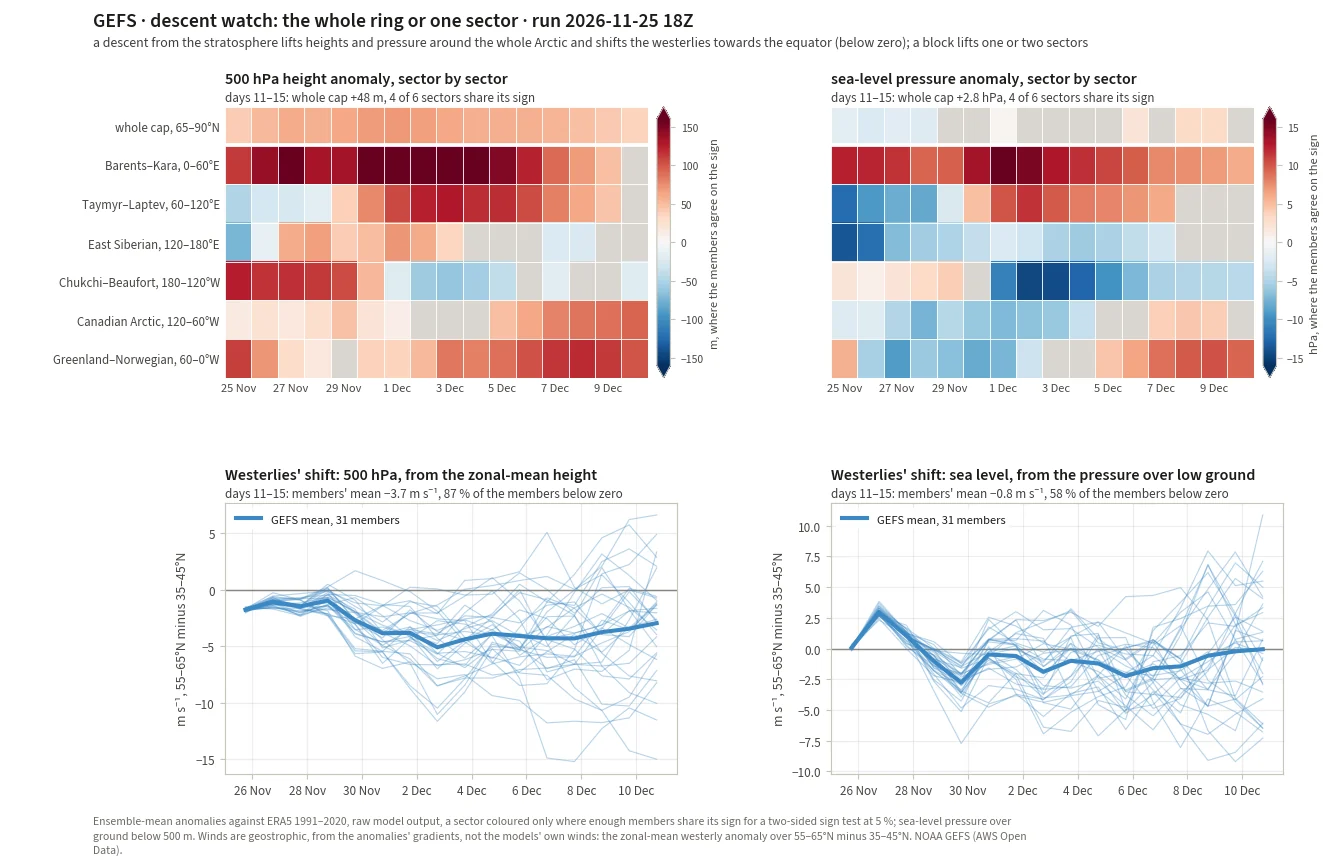 GEFS · descent watch: the whole ring or one sector · run 2026-11-25 18Z
a descent from the stratosphere lifts heights and pressure around the whole Arctic and shifts the westerlies towards the equator (below zero); a block lifts one or two sectors
500 hPa height anomaly, sector by sector
days 11–15: whole cap +48 m, 4 of 6 sectors share its sign
whole cap, 65–90°N
Barents–Kara, 0–60°E
Taymyr–Laptev, 60–120°E
East Siberian, 120–180°E
Chukchi–Beaufort, 180–120°W
Canadian Arctic, 120–60°W
Greenland–Norwegian, 60–0°W
25 Nov 27 Nov 29 Nov 1 Dec 3 Dec 5 Dec 7 Dec 9 Dec
150
100
50
0
−50
−100
−150
m, where the members agree on the sign
sea-level pressure anomaly, sector by sector
days 11–15: whole cap +2.8 hPa, 4 of 6 sectors share its sign
25 Nov 27 Nov 29 Nov 1 Dec 3 Dec 5 Dec 7 Dec 9 Dec
15
10
5
0
−5
−10
−15
hPa, where the members agree on the sign
Westerlies' shift: 500 hPa, from the zonal-mean height
days 11–15: members' mean −3.7 m s⁻¹, 87 % of the members below zero
GEFS mean, 31 members
m s⁻¹, 55–65°N minus 35–45°N
5
0
−5
−10
−15
26 Nov 28 Nov 30 Nov 2 Dec 4 Dec 6 Dec 8 Dec 10 Dec
Westerlies' shift: sea level, from the pressure over low ground
days 11–15: members' mean −0.8 m s⁻¹, 58 % of the members below zero
GEFS mean, 31 members
m s⁻¹, 55–65°N minus 35–45°N
10.0
7.5
5.0
2.5
0.0
−2.5
−5.0
−7.5
−10.0
26 Nov 28 Nov 30 Nov 2 Dec 4 Dec 6 Dec 8 Dec 10 Dec
Ensemble-mean anomalies against ERA5 1991–2020, raw model output, a sector coloured only where enough members share its sign for a two-sided sign test at 5 %; sea-level pressure over
ground below 500 m. Winds are geostrophic, from the anomalies' gradients, not the models' own winds: the zonal-mean westerly anomaly over 55–65°N minus 35–45°N. NOAA GEFS (AWS Open
Data).